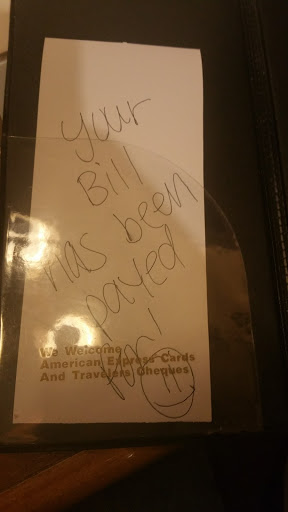 your
Bill
has been
payed
for!
We Welcome
American Express Cards
And Travelers Cheques